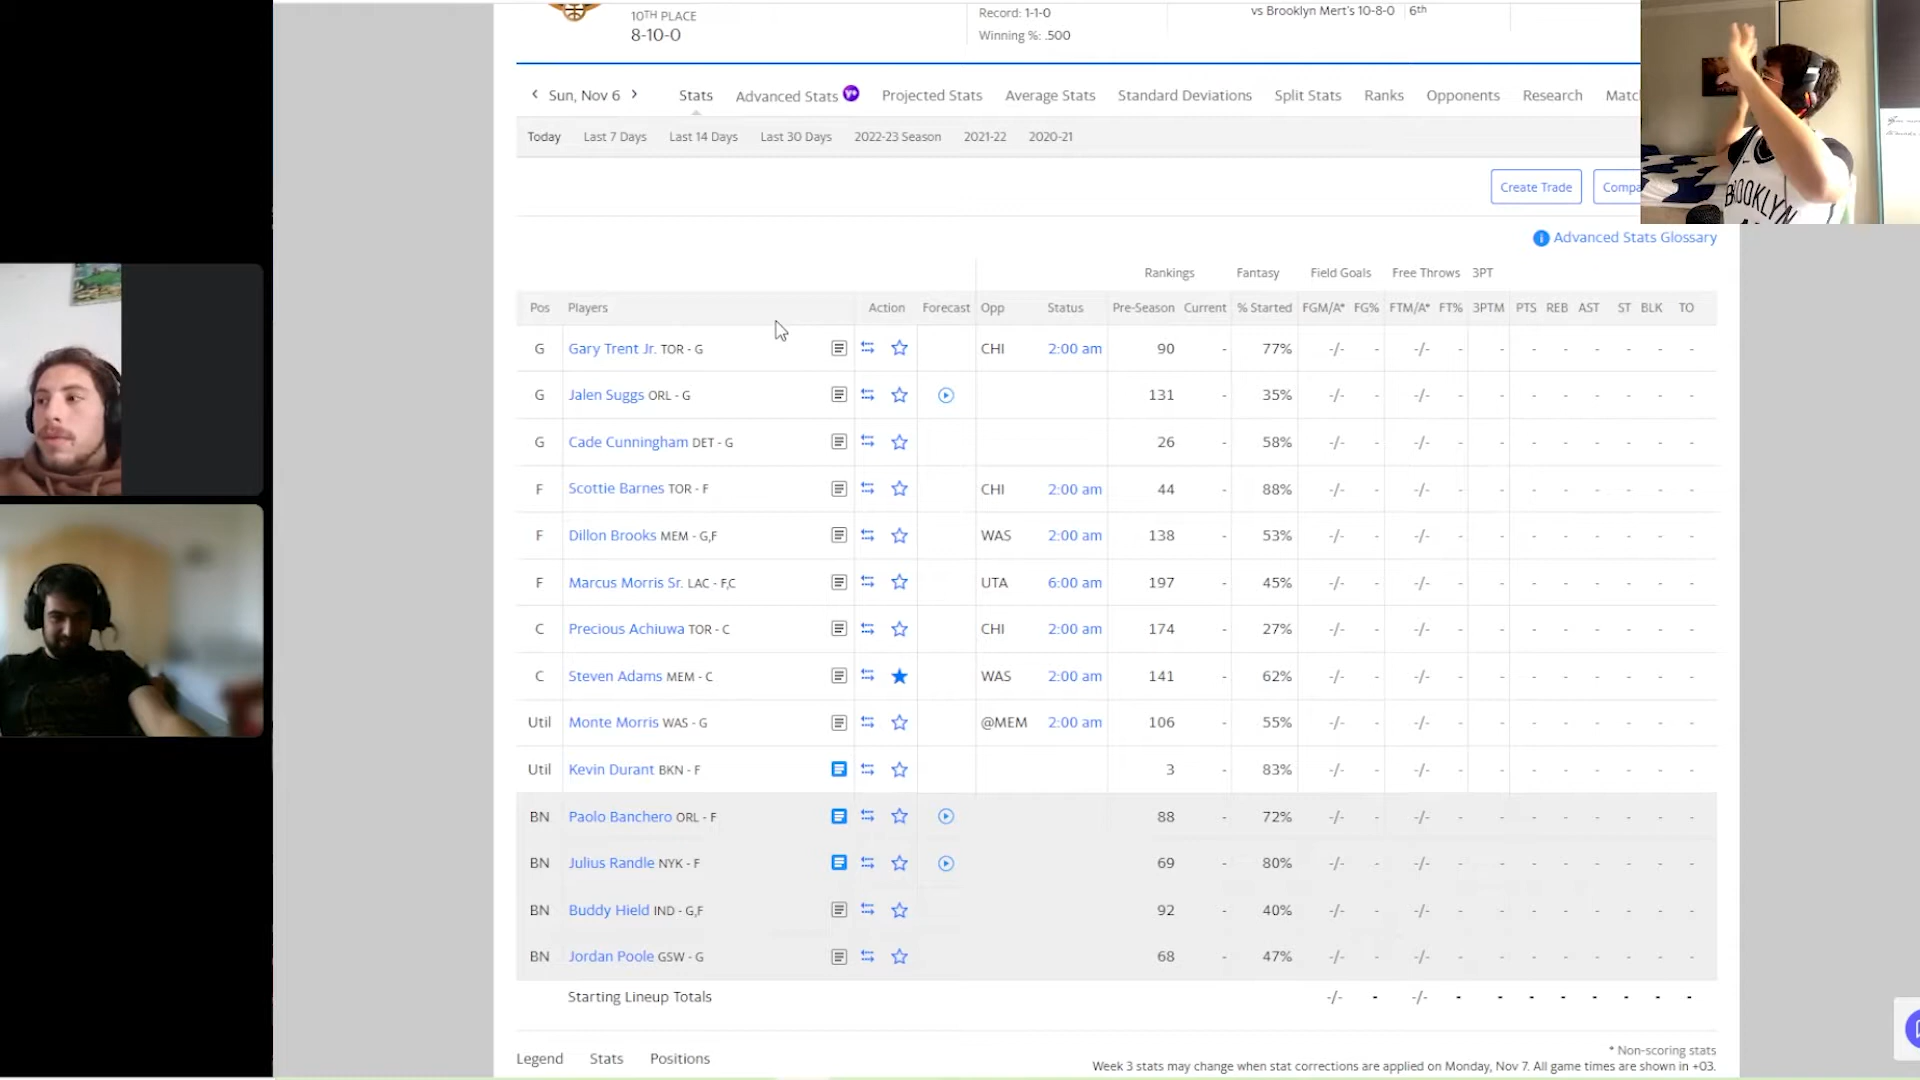 10TH PLACE
8-10-0
Record: 1-1-0
Winning %: .500
vs Brooklyn Mert's 10-8-0 6th
Sun, Nov 6 Stats Advanced Stats Y+ Projected Stats Average Stats Standard Deviations Split Stats Ranks Opponents Research Matc
Today Last 7 Days Last 14 Days Last 30 Days 2022-23 Season 2021-22 2020-21
Create Trade Compa
BROOKLYN
Advanced Stats Glossary
Rankings Fantasy Field Goals Free Throws 3PT
Pos Players Action Forecast Opp Status Pre-Season Current % Started FGM/A* FG% FTM/A* FT% 3PTM PTS REB AST ST BLK TO
G Gary Trent Jr. TOR - G CHI 2:00 am 90 - 77% -/- - -/- - - - - - - - -
G Jalen Suggs ORL - G 131 - 35% -/- - -/- - - - - - - - -
G Cade Cunningham DET - G 26 - 58% -/- - -/- - - - - - - - -
F Scottie Barnes TOR - F CHI 2:00 am 44 - 88% -/- - -/- - - - - - - - -
F Dillon Brooks MEM - G,F WAS 2:00 am 138 - 53% -/- - -/- - - - - - - - -
F Marcus Morris Sr. LAC - F,C UTA 6:00 am 197 - 45% -/- - -/- - - - - - - - -
C Precious Achiuwa TOR - C CHI 2:00 am 174 - 27% -/- - -/- - - - - - - - -
C Steven Adams MEM - C WAS 2:00 am 141 - 62% -/- - -/- - - - - - - - -
Util Monte Morris WAS - G @MEM 2:00 am 106 - 55% -/- - -/- - - - - - - - -
Util Kevin Durant BKN - F 3 - 83% -/- - -/- - - - - - - - -
BN Paolo Banchero ORL - F 88 - 72% -/- - -/- - - - - - - - -
BN Julius Randle NYK - F 69 - 80% -/- - -/- - - - - - - - -
BN Buddy Hield IND - G,F 92 - 40% -/- - -/- - - - - - - - -
BN Jordan Poole GSW - G 68 - 47% -/- - -/- - - - - - - - -
Starting Lineup Totals -/- - -/- - - - - - - - -
Legend Stats Positions
* Non-scoring stats
Week 3 stats may change when stat corrections are applied on Monday, Nov 7. All game times are shown in +03.